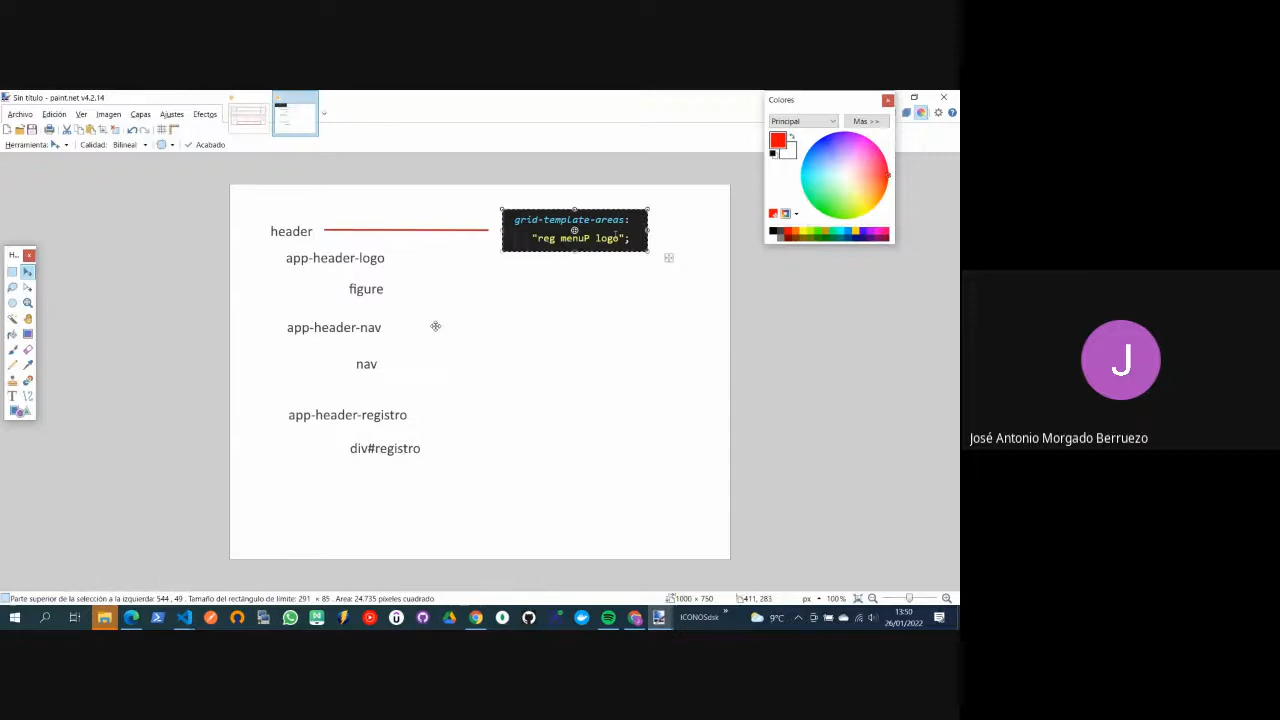 Sin título - paint.net v4.2.14
Archivo Edición Ver Imagen Capas Ajustes Efectos
Herramienta: Calidad: Bilineal Acabado
Colores
Principal
Más >>
H...
header
app-header-logo
figure
app-header-nav
nav
app-header-registro
div#registro
grid-template-areas:
"reg menuP logo";
Parte superior de la selección a la izquierda: 544, 49. Tamaño del rectángulo de límite: 291 × 85. Área: 24.735 píxeles cuadrado
1000 × 750
411, 283
px
100%
ICONOSdsk
9°C
13:50
26/01/2022
J
José Antonio Morgado Berruezo